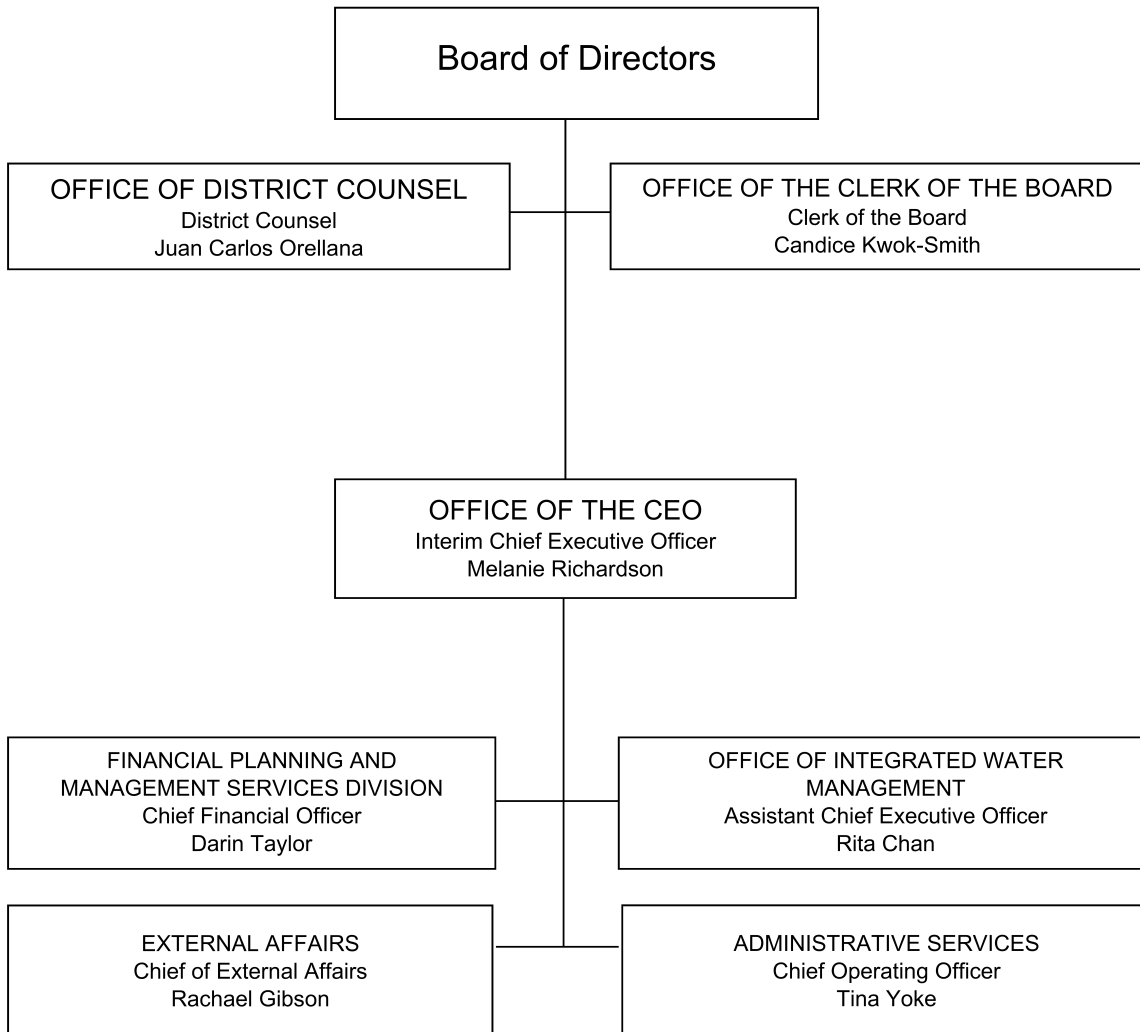 Board of Directors
OFFICE OF DISTRICT COUNSEL
District Counsel
Juan Carlos Orellana
OFFICE OF THE CLERK OF THE BOARD
Clerk of the Board
Candice Kwok-Smith
OFFICE OF THE CEO
Interim Chief Executive Officer
Melanie Richardson
FINANCIAL PLANNING AND
MANAGEMENT SERVICES DIVISION
Chief Financial Officer
Darin Taylor
OFFICE OF INTEGRATED WATER
MANAGEMENT
Assistant Chief Executive Officer
Rita Chan
EXTERNAL AFFAIRS
Chief of External Affairs
Rachael Gibson
ADMINISTRATIVE SERVICES
Chief Operating Officer
Tina Yoke